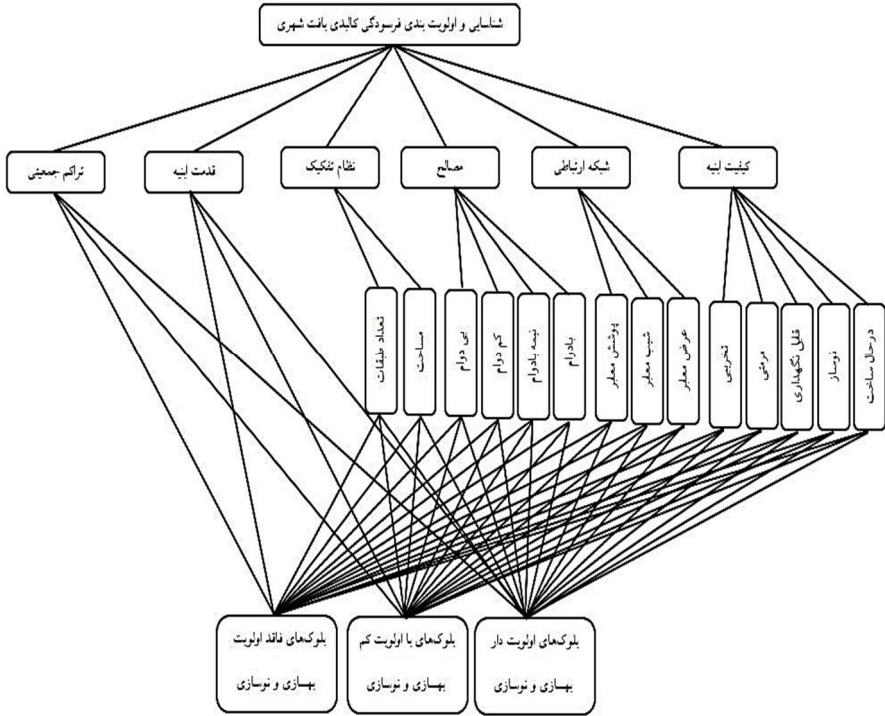 شناسایی و اولویت بندی فرسودگی کالبدی بافت شهری
کیفیت ابنیه
شبکه ارتباطی
مصالح
نظام تفکیک
قدمت ابنیه
تراکم جمعیتی
درحال ساخت
نوساز
قابل نگهداری
مرمتی
تخریبی
عرض معابر
شیب معابر
پوشش معابر
بادرام
نیمه بادوام
کم دوام
بی دوام
مساحت
تعداد طبقات
بلوک‌های اولویت دار
بهسازی و نوسازی
بلوک‌های با اولویت کم
بهسازی و نوسازی
بلوک‌های فاقد اولویت
بهسازی و نوسازی